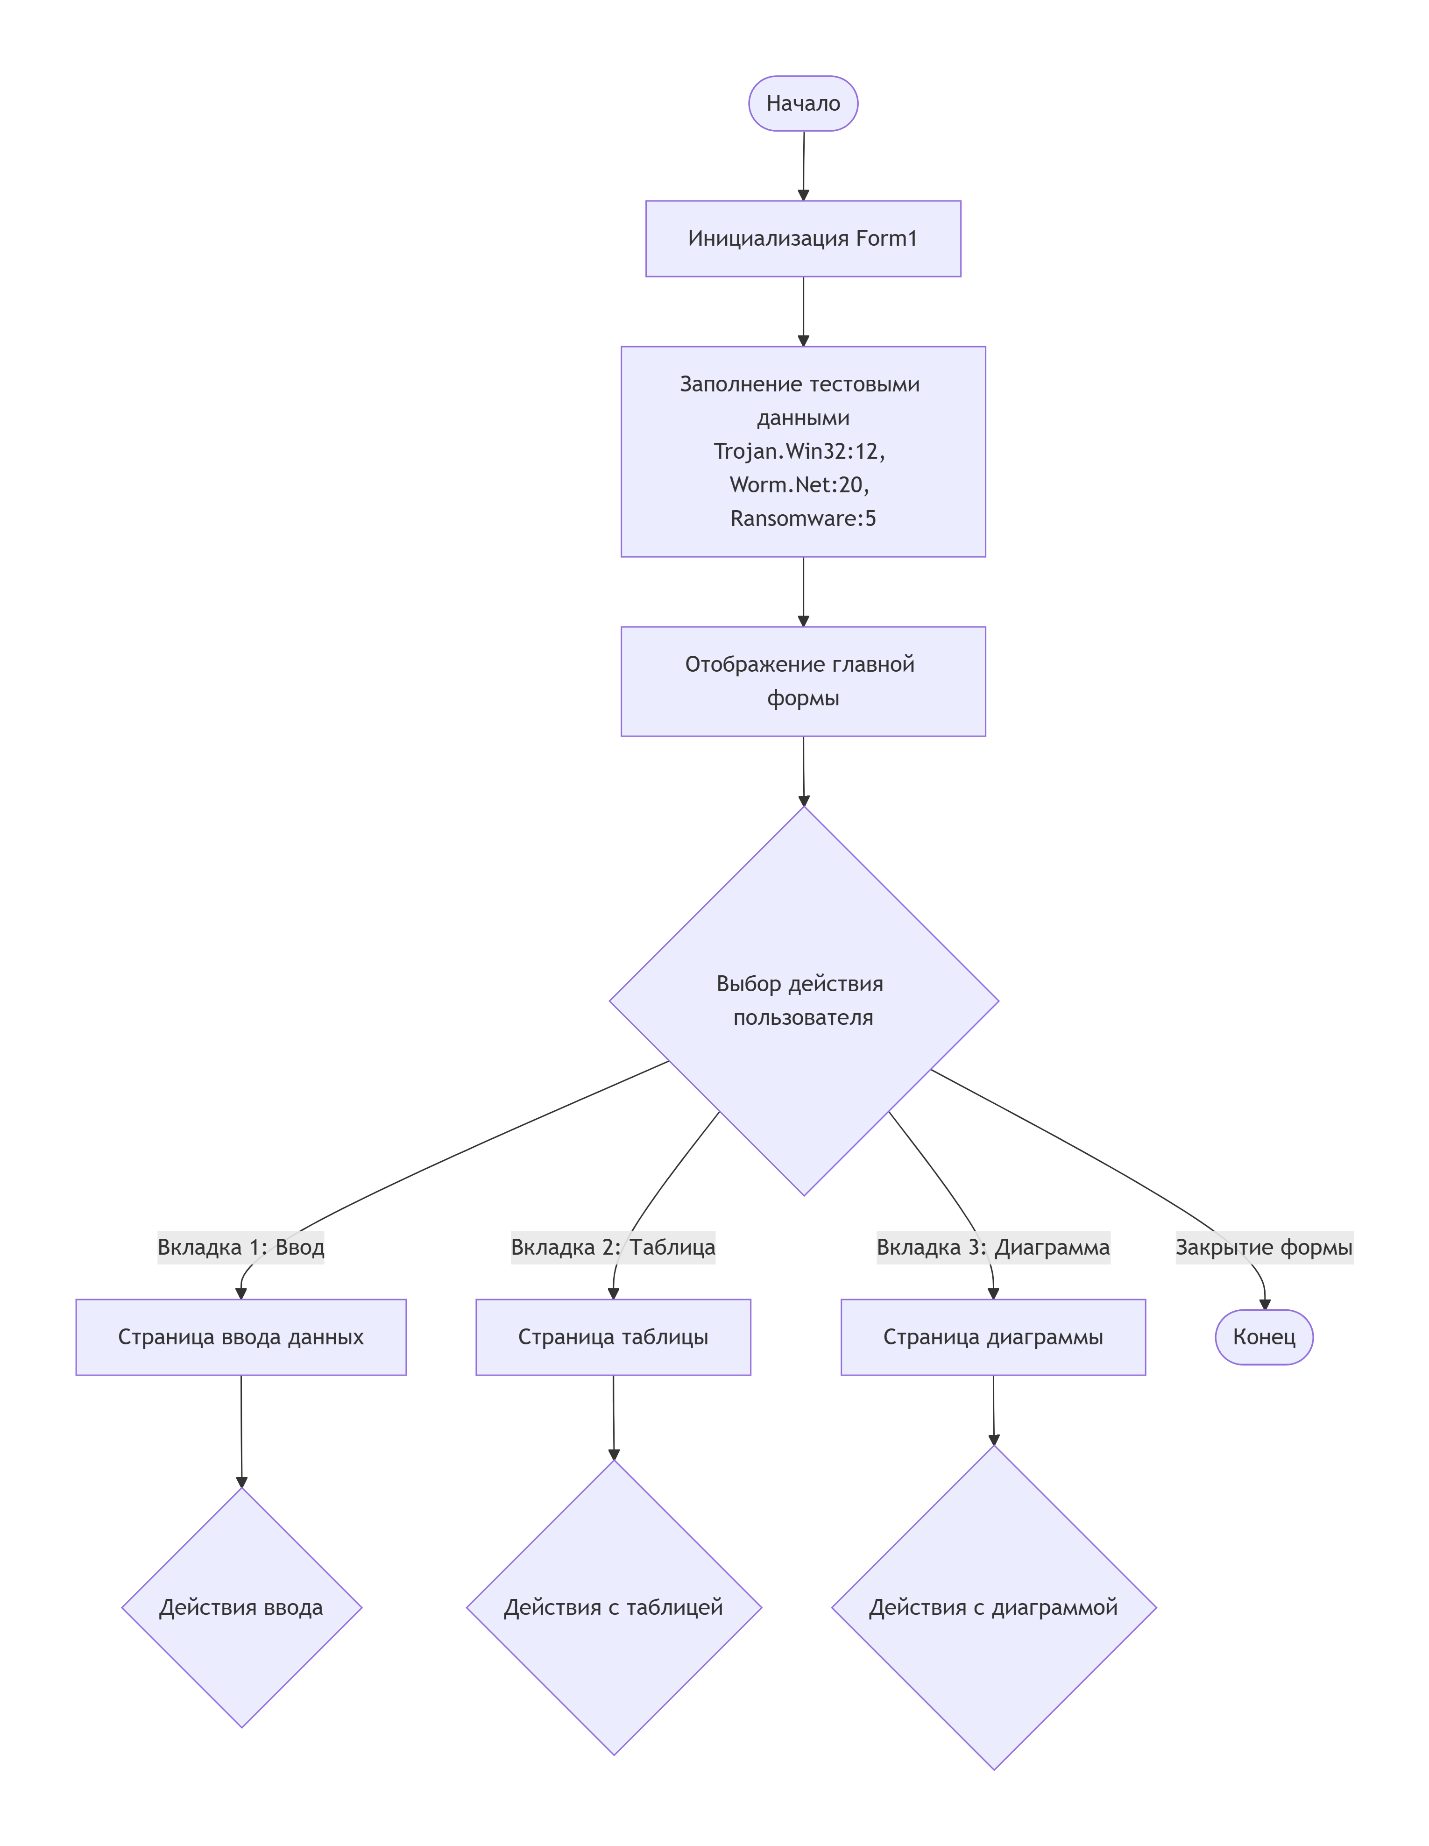 Начало
Инициализация Form1
Заполнение тестовыми
данными
Trojan.Win32:12,
Worm.Net:20,
Ransomware:5
Отображение главной
формы
Выбор действия
пользователя
Вкладка 1: Ввод
Вкладка 2: Таблица
Вкладка 3: Диаграмма
Закрытие формы
Страница ввода данных
Страница таблицы
Страница диаграммы
Конец
Действия ввода
Действия с таблицей
Действия с диаграммой